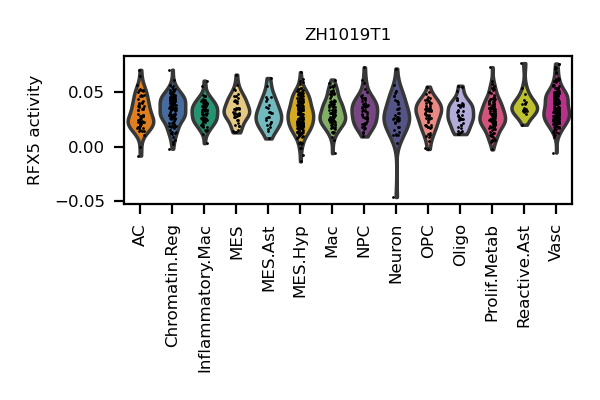 ZH1019T1
RFX5 activity
0.05
0.00
−0.05
AC
Chromatin.Reg
Inflammatory.Mac
MES
MES.Ast
MES.Hyp
Mac
NPC
Neuron
OPC
Oligo
Prolif.Metab
Reactive.Ast
Vasc